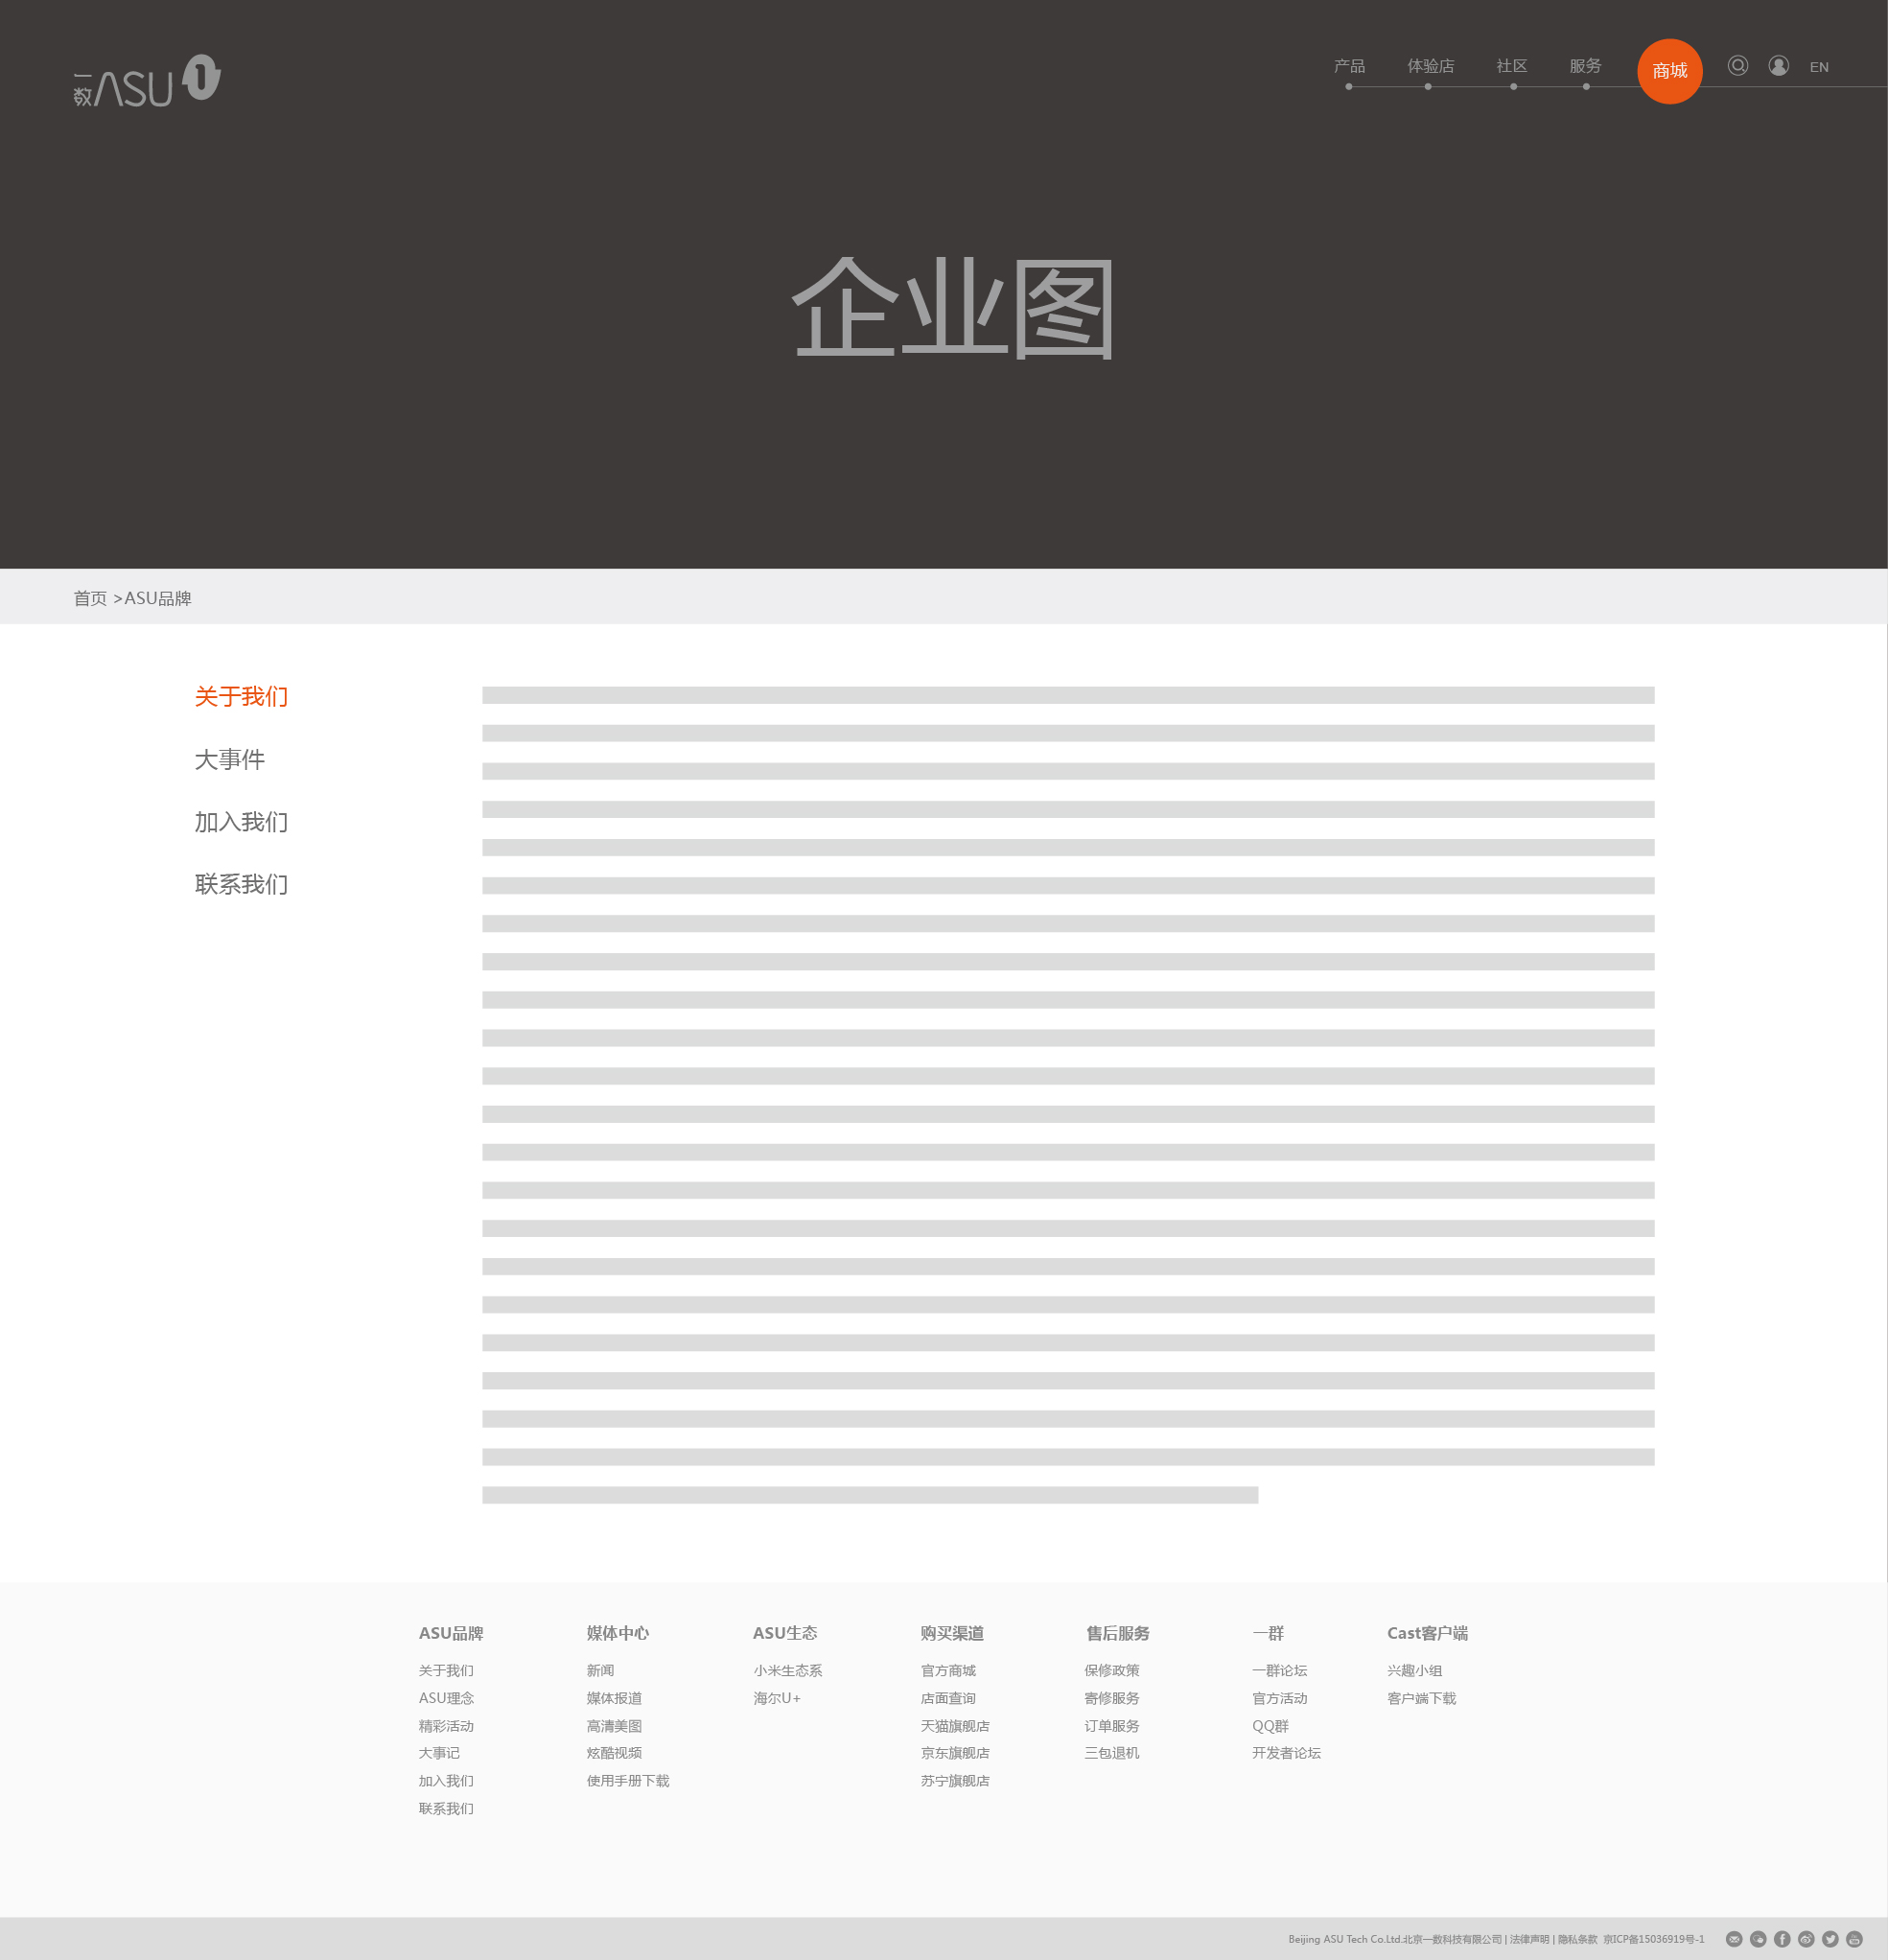 一数 ASU
产品 体验店 社区 服务 商城 EN
企业图
首页 >ASU品牌
关于我们
大事件
加入我们
联系我们
ASU品牌
关于我们
ASU理念
精彩活动
大事记
加入我们
联系我们
媒体中心
新闻
媒体报道
高清美图
炫酷视频
使用手册下载
ASU生态
小米生态系
海尔U+
购买渠道
官方商城
店面查询
天猫旗舰店
京东旗舰店
苏宁旗舰店
售后服务
保修政策
寄修服务
订单服务
三包退机
一群
一群论坛
官方活动
QQ群
开发者论坛
Cast客户端
兴趣小组
客户端下载
Beijing ASU Tech Co.Ltd.北京一数科技有限公司 | 法律声明 | 隐私条款 京ICP备15036919号-1